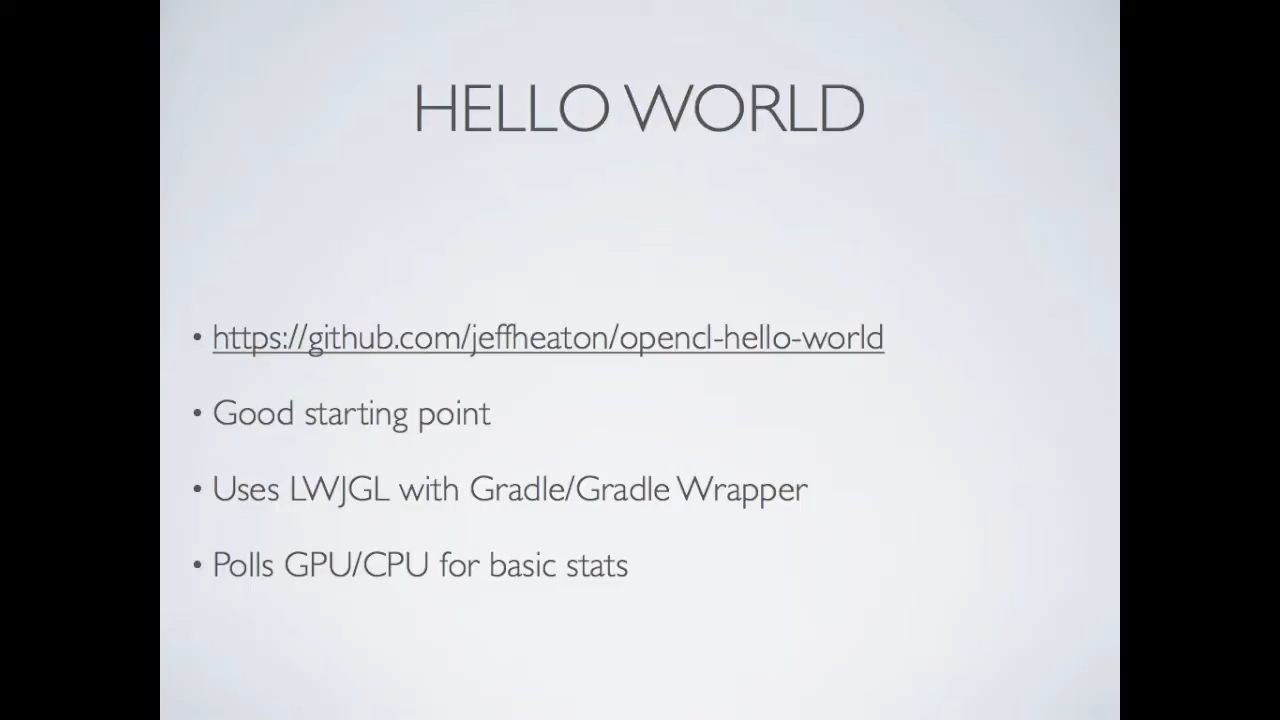 HELLO WORLD
• https://github.com/jeffheaton/opencl-hello-world
• Good starting point
• Uses LWJGL with Gradle/Gradle Wrapper
• Polls GPU/CPU for basic stats